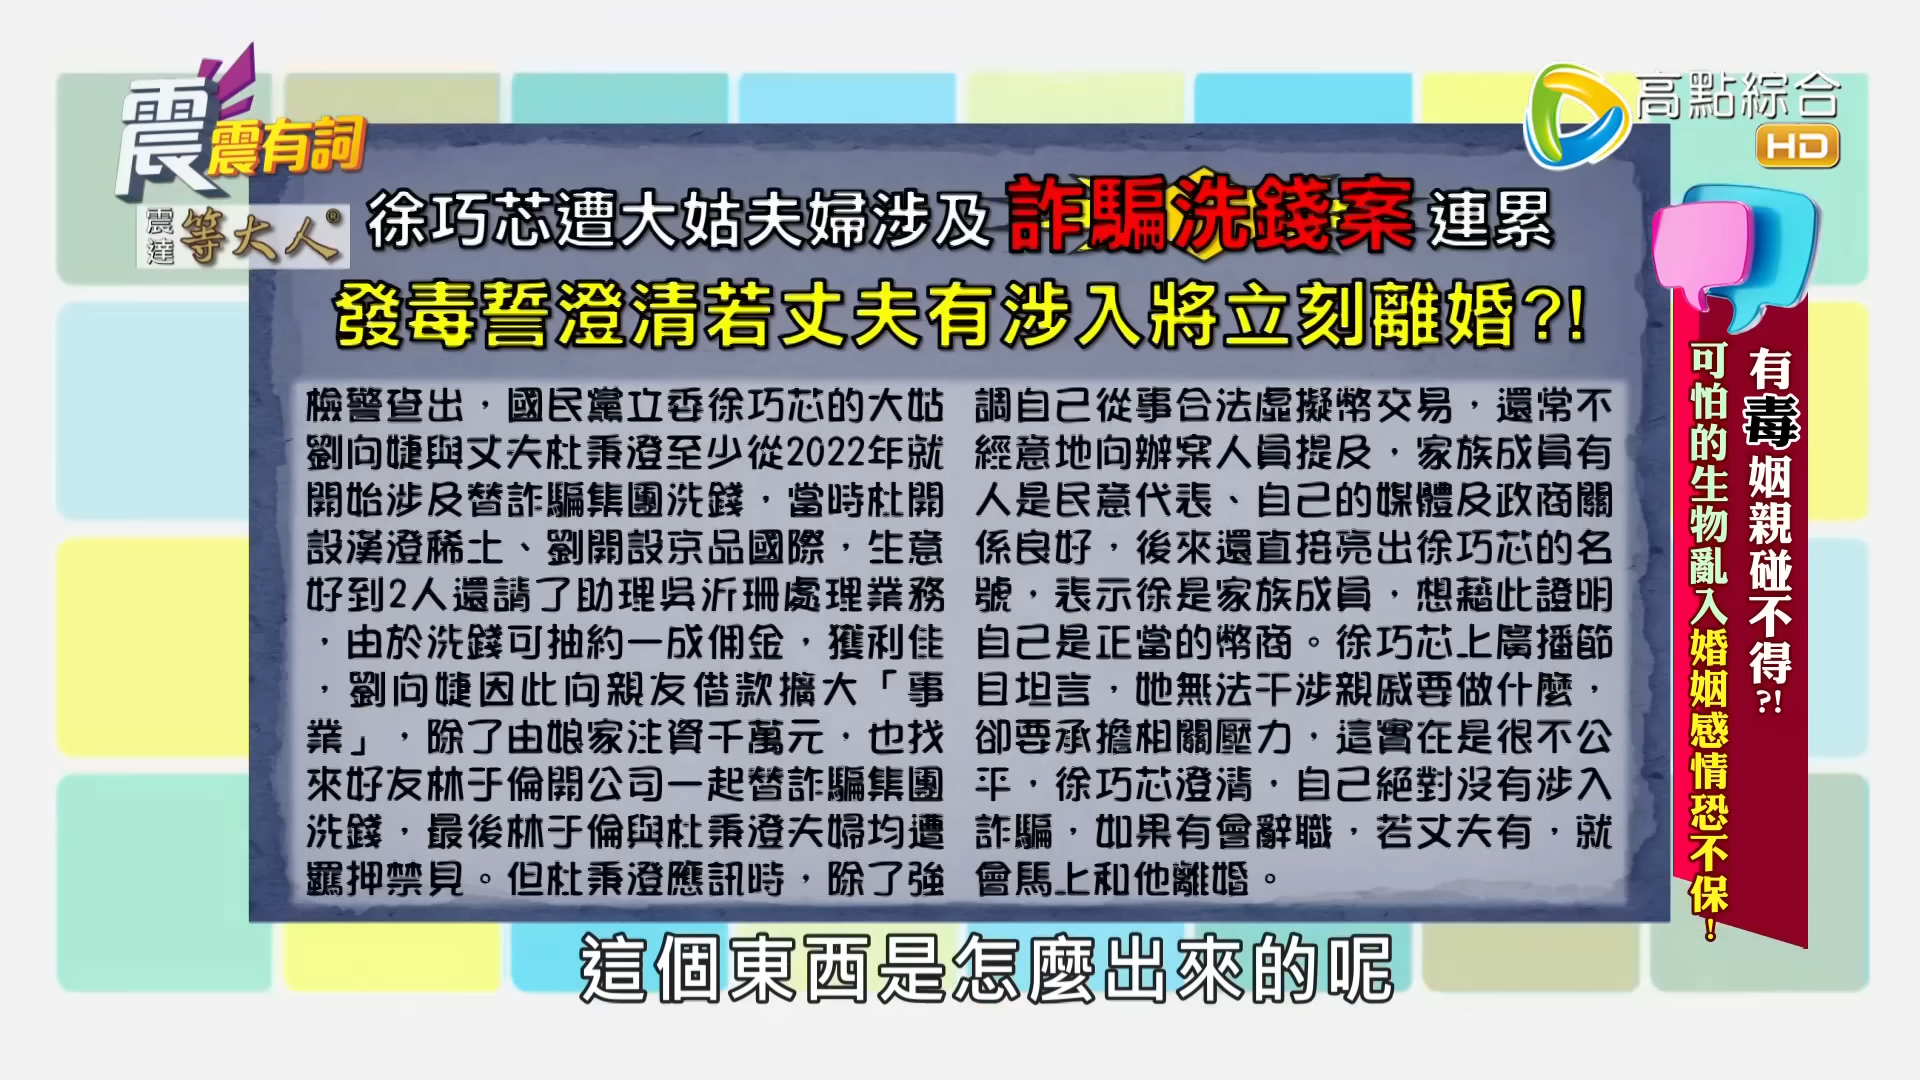 震震有詞
震達等大人®
高點綜合
HD
徐巧芯遭大姑夫婦涉及詐騙洗錢案連累
發毒誓澄清若丈夫有涉入將立刻離婚?!
檢警查出，國民黨立委徐巧芯的大姑
劉向婕與丈夫杜秉澄至少從2022年就
開始涉及替詐騙集團洗錢，當時杜開
設漢澄稀土、劉開設京品國際，生意
好到2人還請了助理吳沂珊處理業務
，由於洗錢可抽約一成佣金，獲利佳
，劉向婕因此向親友借款擴大「事
業」，除了由娘家注資千萬元，也找
來好友林于倫開公司一起替詐騙集團
洗錢，最後林于倫與杜秉澄夫婦均遭
羈押禁見。但杜秉澄應訊時，除了強
調自己從事合法虛擬幣交易，還常不
經意地向辦案人員提及，家族成員有
人是民意代表、自己的媒體及政商關
係良好，後來還直接亮出徐巧芯的名
號，表示徐是家族成員，想藉此證明
自己是正當的幣商。徐巧芯上廣播節
目坦言，她無法干涉親戚要做什麼，
卻要承擔相關壓力，這實在是很不公
平，徐巧芯澄清，自己絕對沒有涉入
詐騙，如果有會辭職，若丈夫有，就
會馬上和他離婚。
有毒姻親碰不得?!
可怕的生物亂入婚姻感情恐不保!
這個東西是怎麼出來的呢